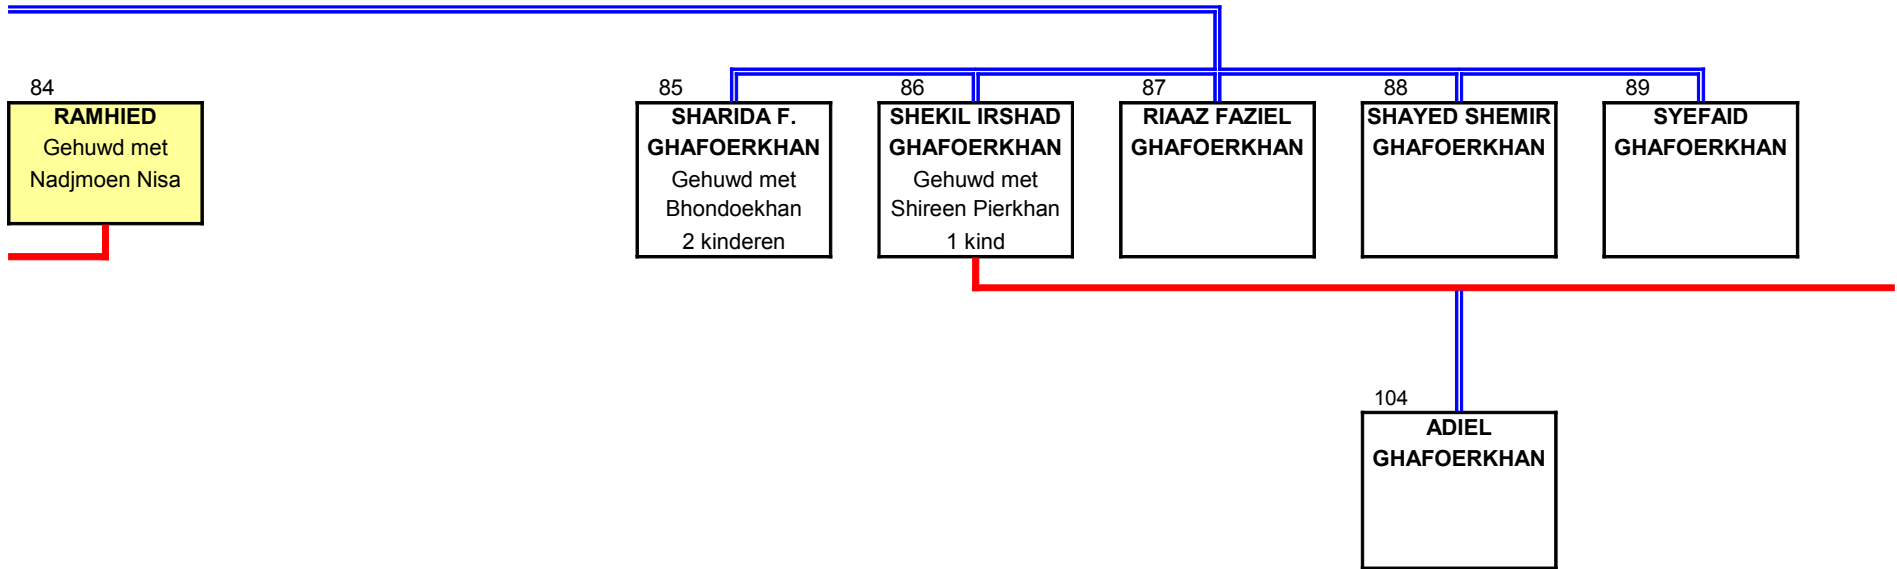 84
RAMHIED
Gehuwd met
Nadjmoen Nisa
85
SHARIDA F.
GHAFOERKHAN
Gehuwd met
Bhondoekhan
2 kinderen
86
SHEKIL IRSHAD
GHAFOERKHAN
Gehuwd met
Shireen Pierkhan
1 kind
87
RIAAZ FAZIEL
GHAFOERKHAN
88
SHAYED SHEMIR
GHAFOERKHAN
89
SYEFAID
GHAFOERKHAN
104
ADIEL
GHAFOERKHAN